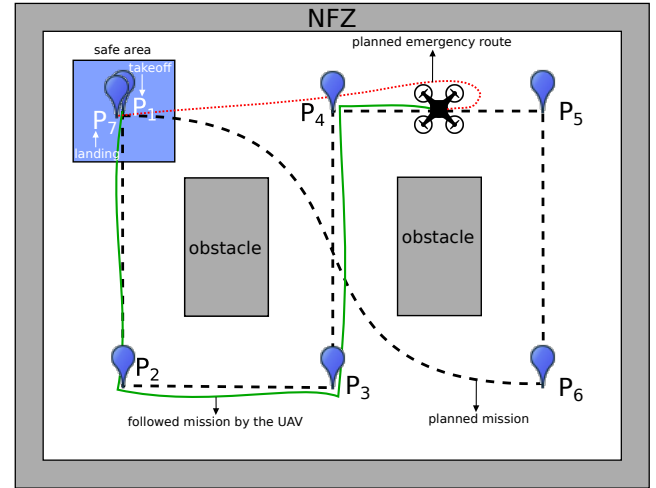 NFZ
safe area
planned emergency route
takeoff
P1
P7
landing
P4
P5
obstacle
obstacle
P2
P3
P6
followed mission by the UAV
planned mission